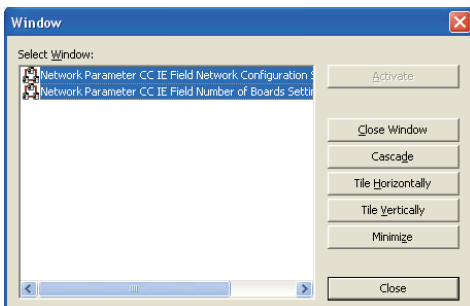 Window
Select Window:
Network Parameter CC IE Field Network Configuration
Network Parameter CC IE Field Number of Boards
Activate
Close Window
Cascade
Tile Horizontally
Tile Vertically
Minimize
Close